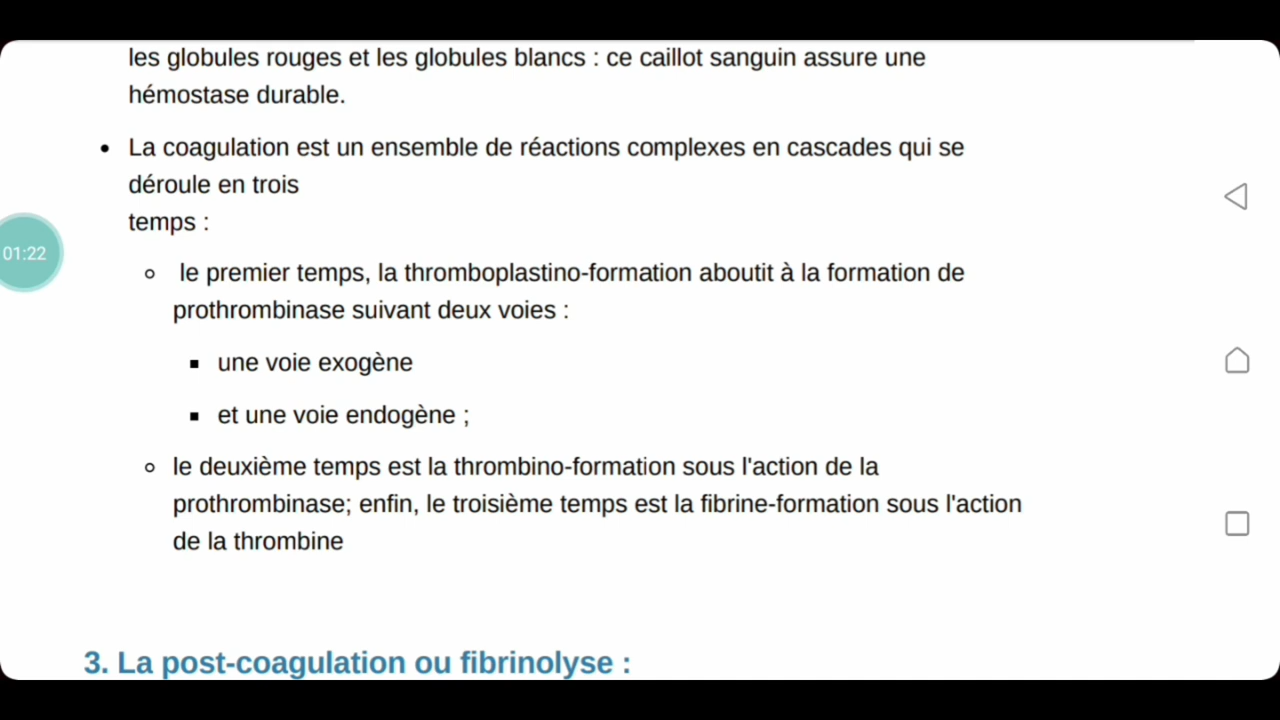 les globules rouges et les globules blancs : ce caillot sanguin assure une
hémostase durable.
• La coagulation est un ensemble de réactions complexes en cascades qui se
déroule en trois
temps :
01:22
◦ le premier temps, la thromboplastino-formation aboutit à la formation de
prothrombinase suivant deux voies :
▪ une voie exogène
▪ et une voie endogène ;
◦ le deuxième temps est la thrombino-formation sous l'action de la
prothrombinase; enfin, le troisième temps est la fibrine-formation sous l'action
de la thrombine
3. La post-coagulation ou fibrinolyse :